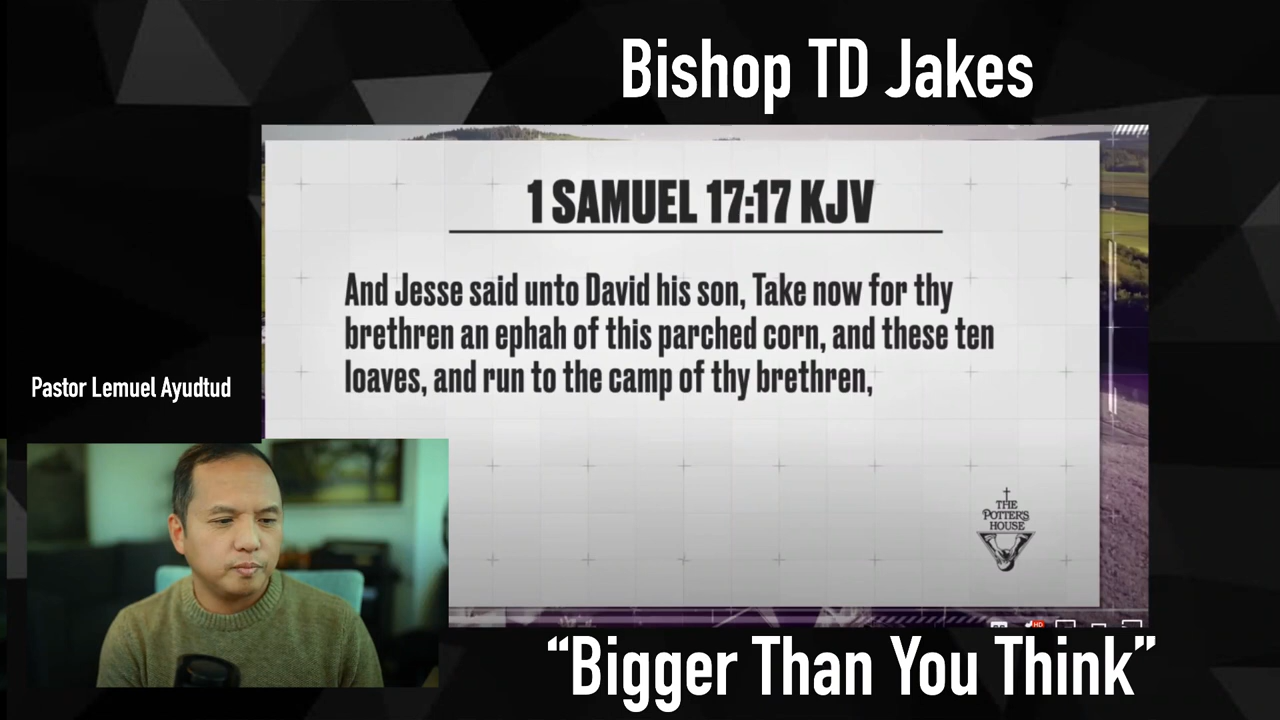 Bishop TD Jakes
1 SAMUEL 17:17 KJV
And Jesse said unto David his son, Take now for thy
brethren an ephah of this parched corn, and these ten
loaves, and run to the camp of thy brethren,
Pastor Lemuel Ayudtud
THE
POTTER'S
HOUSE
HD
“Bigger Than You Think”